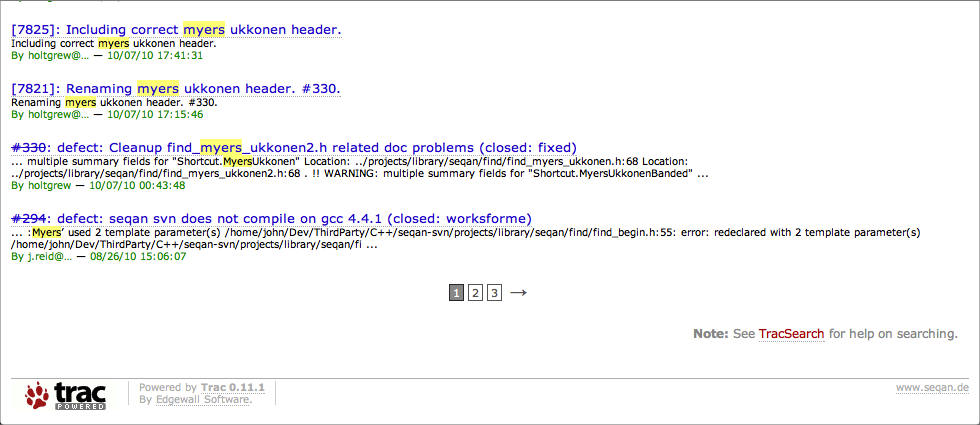 [7825]: Including correct myers ukkonen header.
Including correct myers ukkonen header.
By holtgrew@… — 10/07/10 17:41:31
[7821]: Renaming myers ukkonen header. #330.
Renaming myers ukkonen header. #330.
By holtgrew@… — 10/07/10 17:15:46
#330: defect: Cleanup find_myers_ukkonen2.h related doc problems (closed: fixed)
... multiple summary fields for "Shortcut.MyersUkkonen" Location: ../projects/library/seqan/find/find_myers_ukkonen.h:68 Location:
../projects/library/seqan/find/find_myers_ukkonen2.h:68 . !! WARNING: multiple summary fields for "Shortcut.MyersUkkonenBanded" ...
By holtgrew — 10/07/10 00:43:48
#294: defect: seqan svn does not compile on gcc 4.4.1 (closed: worksforme)
... :Myers’ used 2 template parameter(s) /home/john/Dev/ThirdParty/C++/seqan-svn/projects/library/seqan/find/find_begin.h:55: error: redeclared with 2 template parameter(s)
/home/john/Dev/ThirdParty/C++/seqan-svn/projects/library/seqan/fi ...
By j.reid@… — 08/26/10 15:06:07
1 2 3 →
Note: See TracSearch for help on searching.
trac POWERED
Powered by Trac 0.11.1
By Edgewall Software.
www.seqan.de